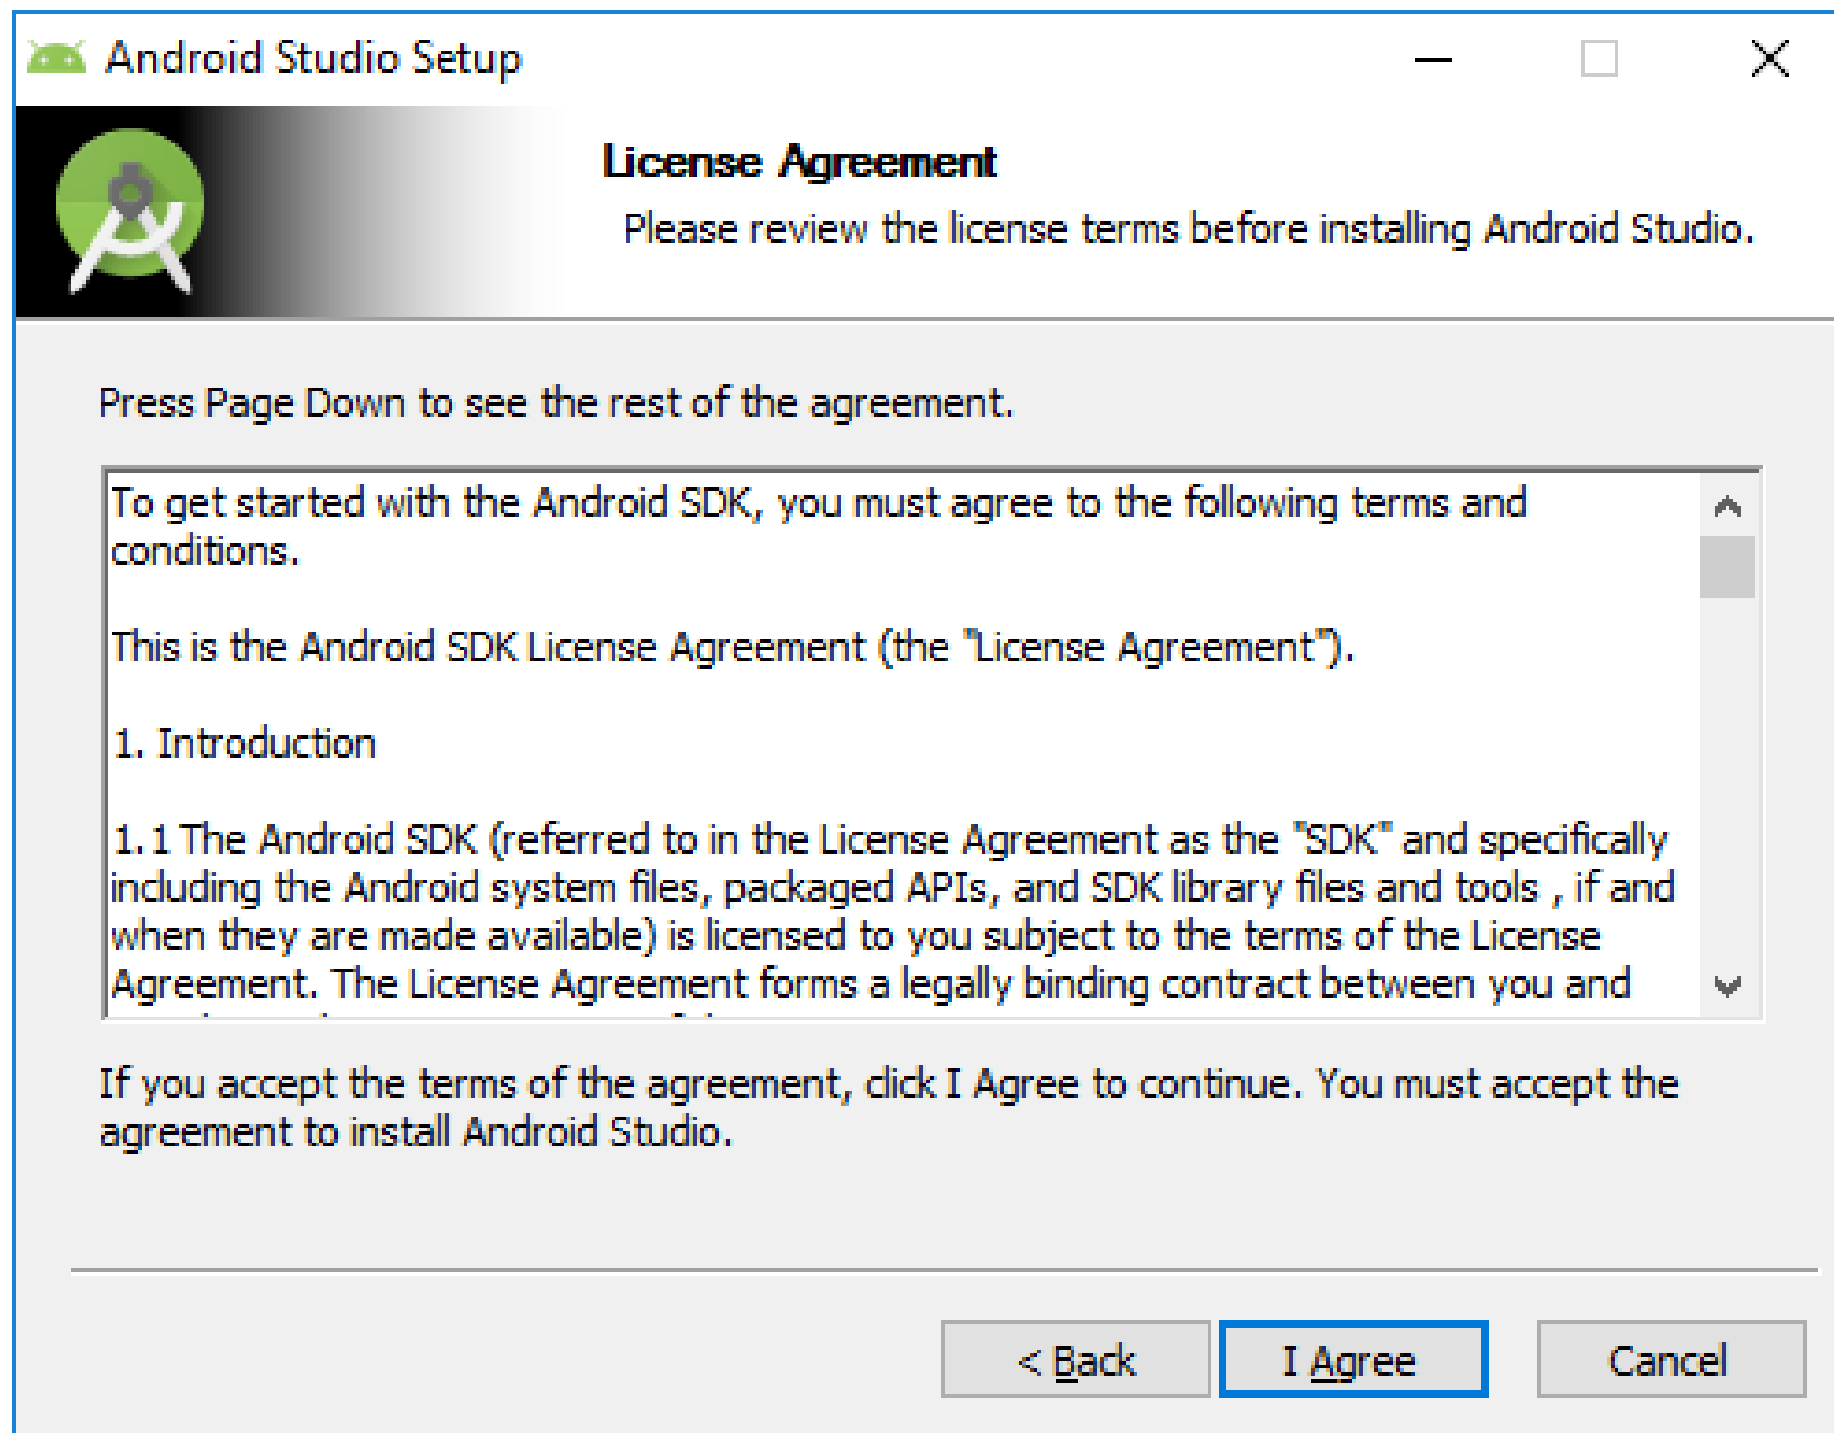 Android Studio Setup
License Agreement
Please review the license terms before installing Android Studio.
Press Page Down to see the rest of the agreement.
To get started with the Android SDK, you must agree to the following terms and
conditions.
This is the Android SDK License Agreement (the "License Agreement").
1. Introduction
1.1 The Android SDK (referred to in the License Agreement as the "SDK" and specifically
including the Android system files, packaged APIs, and SDK library files and tools , if and
when they are made available) is licensed to you subject to the terms of the License
Agreement. The License Agreement forms a legally binding contract between you and
If you accept the terms of the agreement, click I Agree to continue. You must accept the
agreement to install Android Studio.
< Back
I Agree
Cancel